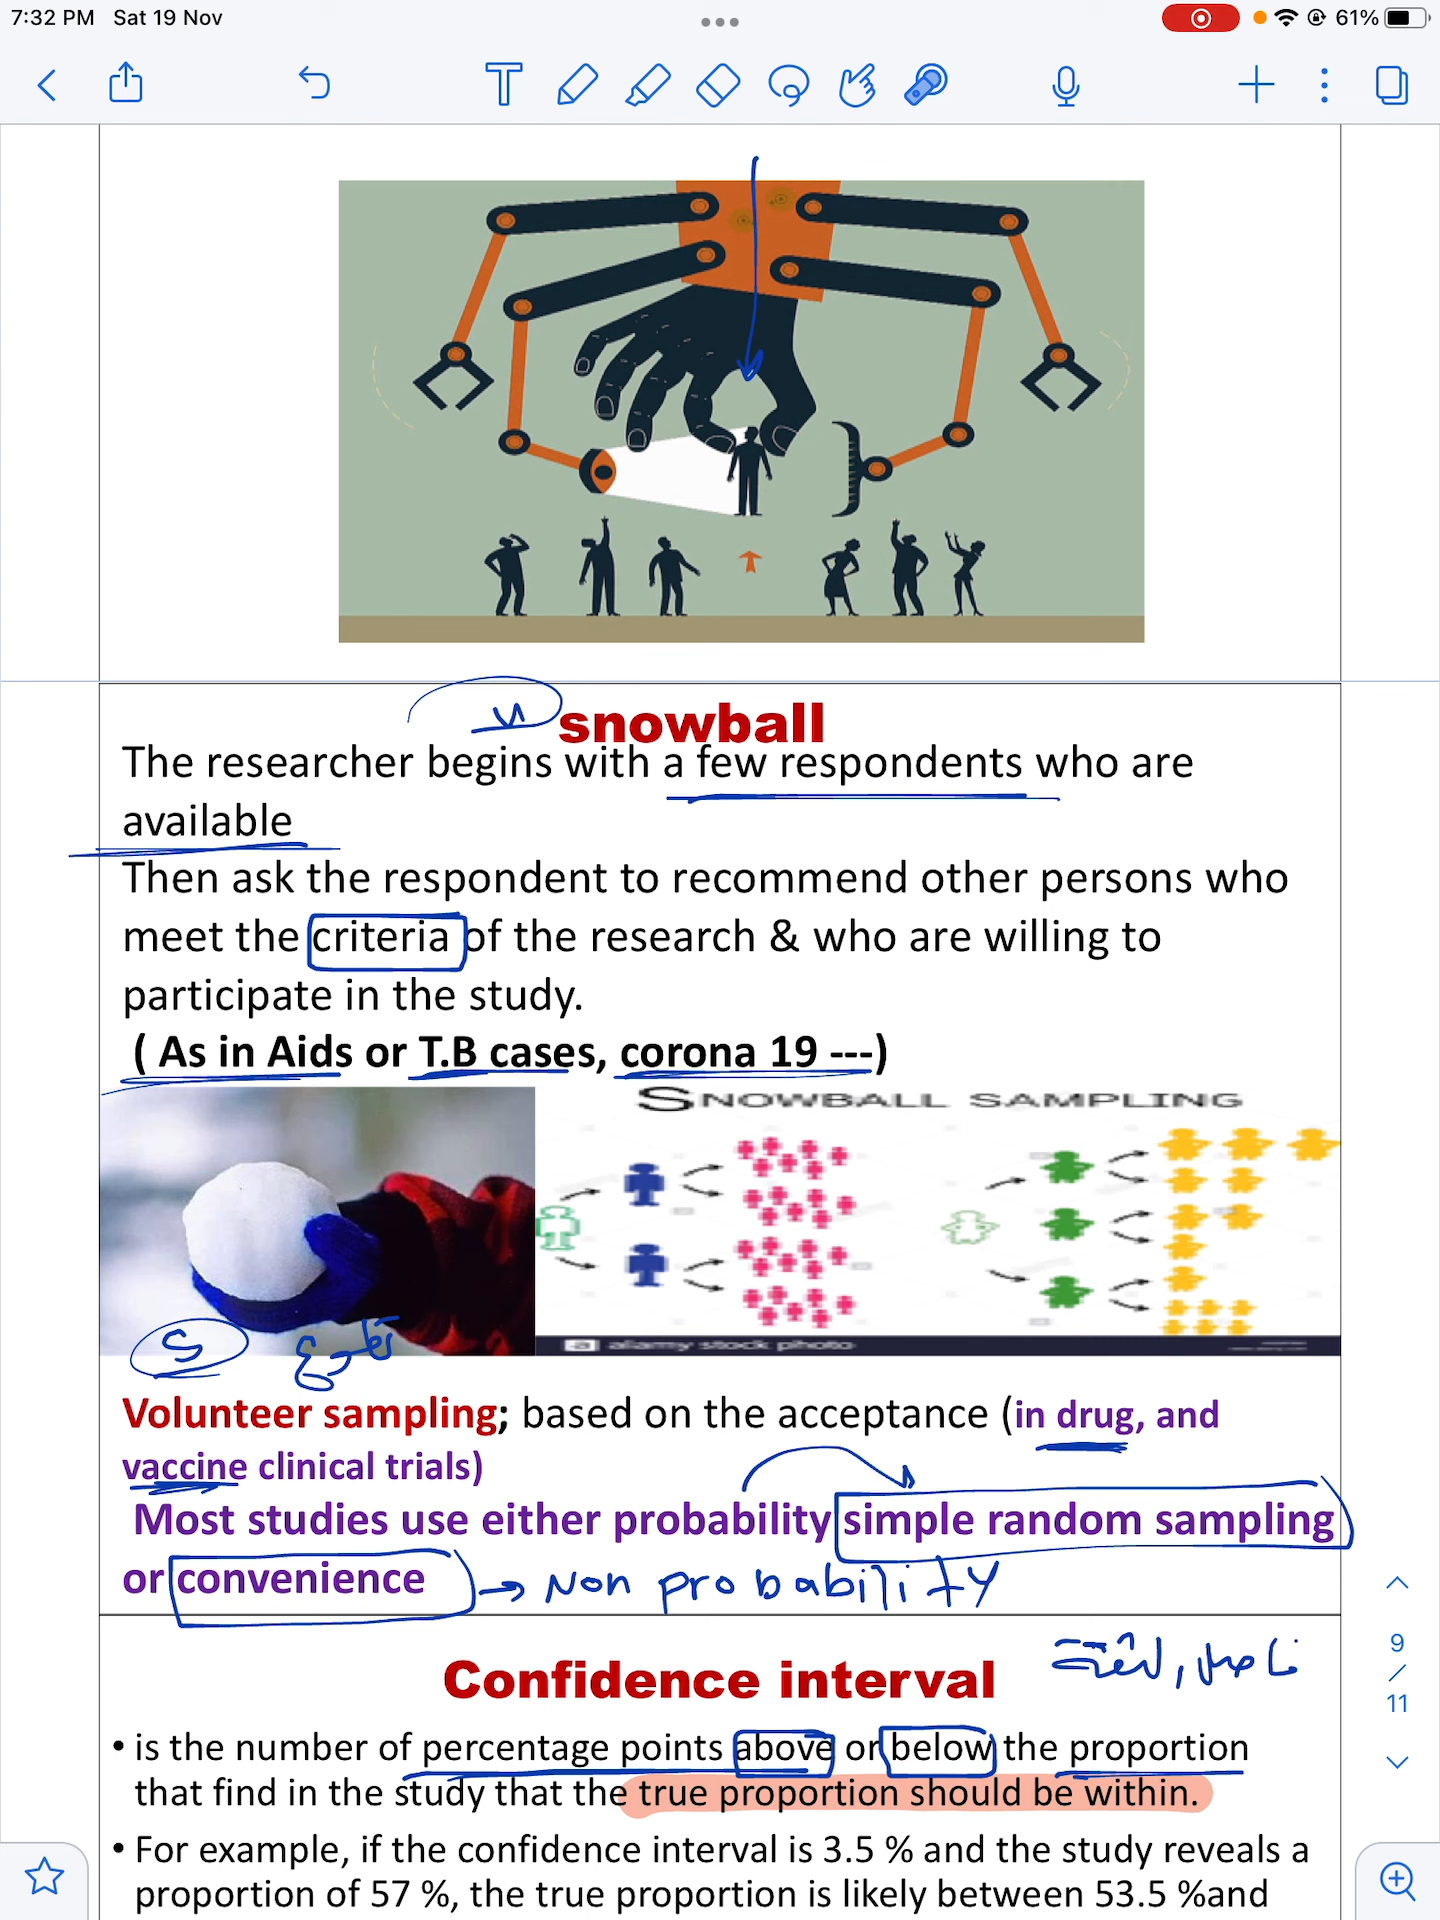 7:32 PM Sat 19 Nov
61%
snowball
The researcher begins with a few respondents who are
available
Then ask the respondent to recommend other persons who
meet the criteria of the research & who are willing to
participate in the study.
( As in Aids or T.B cases, corona 19 ---)
SNOWBALL SAMPLING
a alamy stock photo
Volunteer sampling; based on the acceptance (in drug, and
vaccine clinical trials)
Most studies use either probability simple random sampling
or convenience → Non probability
9
/
11
Confidence interval
• is the number of percentage points above or below the proportion
that find in the study that the true proportion should be within.
• For example, if the confidence interval is 3.5 % and the study reveals a
proportion of 57 %, the true proportion is likely between 53.5 %and